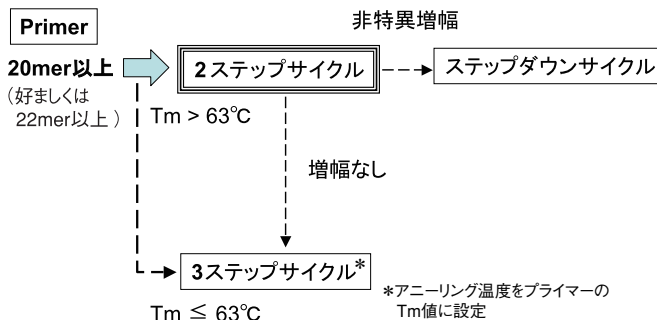 Primer
非特異増幅
20mer以上
2ステップサイクル
ステップダウンサイクル
（好ましくは
22mer以上）
Tm > 63℃
増幅なし
3ステップサイクル*
*アニーリング温度をプライマーの
Tm値に設定
Tm ≦ 63℃